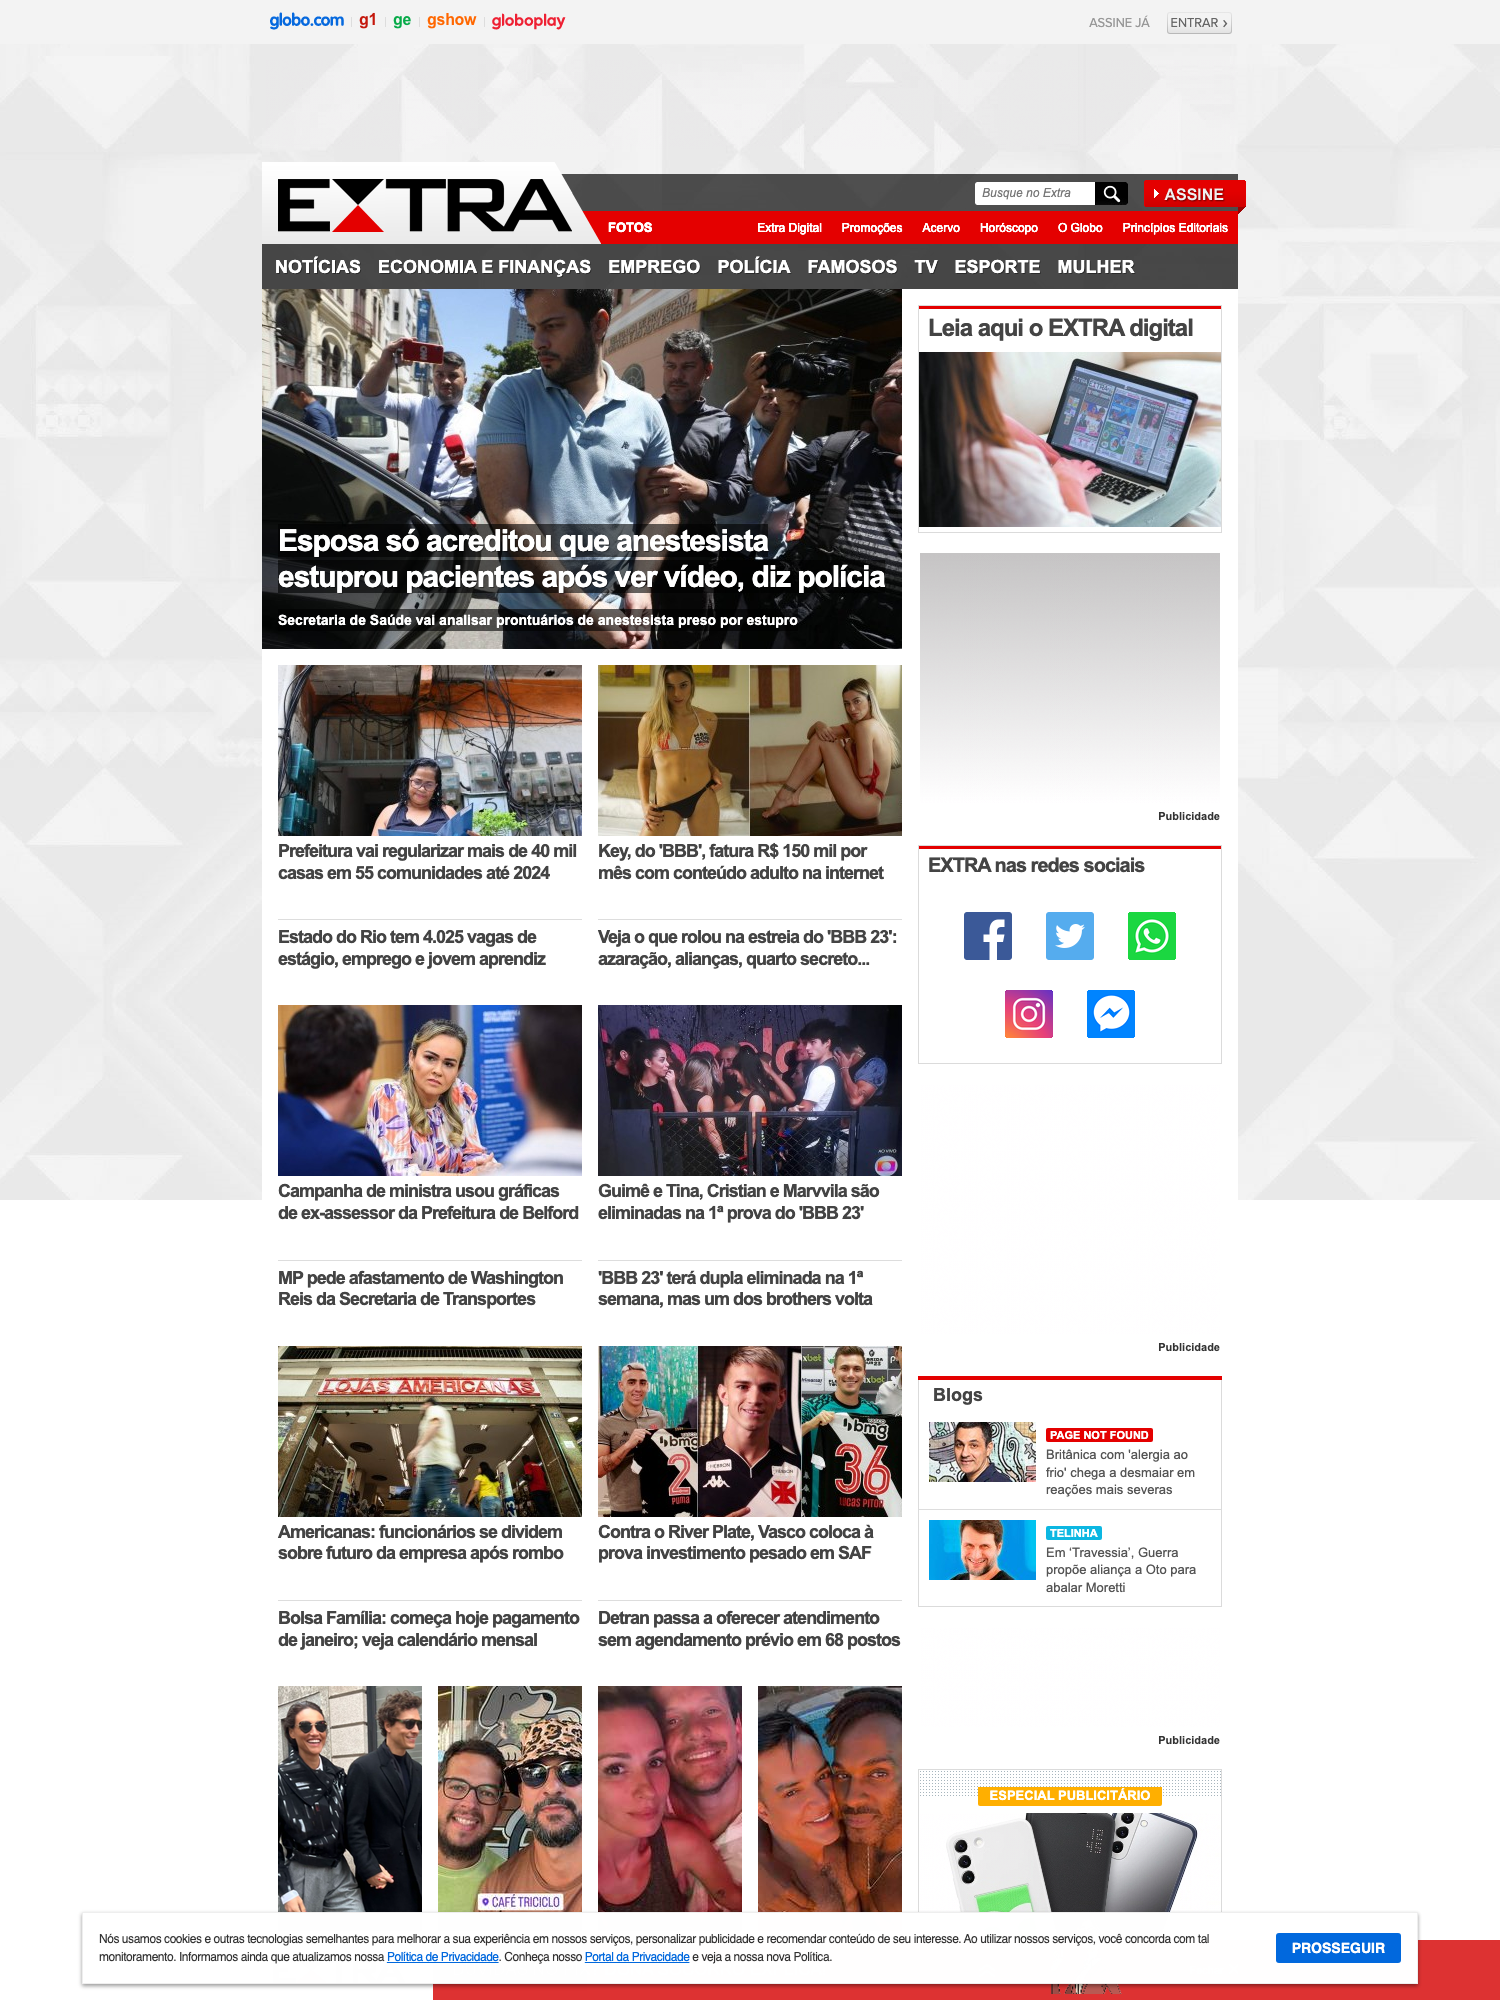 globo.com
g1
ge
gshow
globoplay
ASSINE JÁ
ENTRAR ›
EXTRA
Busque no Extra
ASSINE
FOTOS
Extra Digital
Promoções
Acervo
Horóscopo
O Globo
Princípios Editoriais
NOTÍCIAS
ECONOMIA E FINANÇAS
EMPREGO
POLÍCIA
FAMOSOS
TV
ESPORTE
MULHER
Esposa só acreditou que anestesista
estuprou pacientes após ver vídeo, diz polícia
Secretaria de Saúde vai analisar prontuários de anestesista preso por estupro
Prefeitura vai regularizar mais de 40 mil
casas em 55 comunidades até 2024
Key, do 'BBB', fatura R$ 150 mil por
mês com conteúdo adulto na internet
Estado do Rio tem 4.025 vagas de
estágio, emprego e jovem aprendiz
Veja o que rolou na estreia do 'BBB 23':
azaração, alianças, quarto secreto...
AO VIVO
Campanha de ministra usou gráficas
de ex-assessor da Prefeitura de Belford
Guimê e Tina, Cristian e Marvvila são
eliminadas na 1ª prova do 'BBB 23'
MP pede afastamento de Washington
Reis da Secretaria de Transportes
'BBB 23' terá dupla eliminada na 1ª
semana, mas um dos brothers volta
LOJAS AMERICANAS
bmg
2
PUMA
bmg
36
LUCAS PITON
Americanas: funcionários se dividem
sobre futuro da empresa após rombo
Contra o River Plate, Vasco coloca à
prova investimento pesado em SAF
Bolsa Família: começa hoje pagamento
de janeiro; veja calendário mensal
Detran passa a oferecer atendimento
sem agendamento prévio em 68 postos
CAFÉ TRICICLO
Leia aqui o EXTRA digital
Publicidade
EXTRA nas redes sociais
Publicidade
Blogs
PAGE NOT FOUND
Britânica com 'alergia ao
frio' chega a desmaiar em
reações mais severas
TELINHA
Em ‘Travessia’, Guerra
propõe aliança a Oto para
abalar Moretti
Publicidade
ESPECIAL PUBLICITÁRIO
Nós usamos cookies e outras tecnologias semelhantes para melhorar a sua experiência em nossos serviços, personalizar publicidade e recomendar conteúdo de seu interesse. Ao utilizar nossos serviços, você concorda com tal
monitoramento. Informamos ainda que atualizamos nossa Política de Privacidade. Conheça nosso Portal da Privacidade e veja a nossa nova Política.
PROSSEGUIR